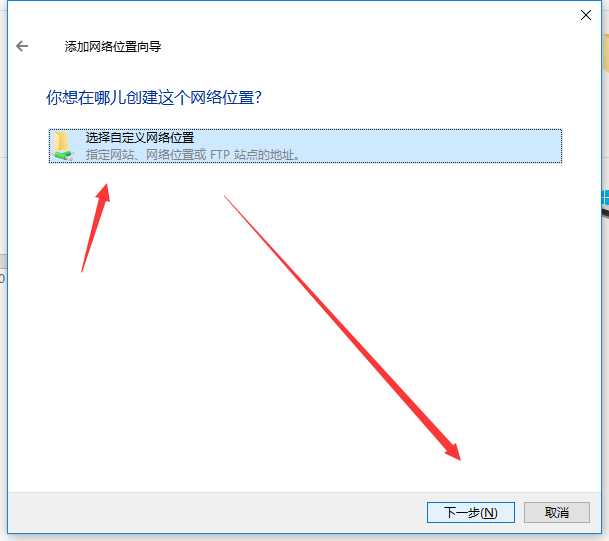 添加网络位置向导
你想在哪儿创建这个网络位置?
选择自定义网络位置
指定网站、网络位置或 FTP 站点的地址。
0
下一步(N)
取消